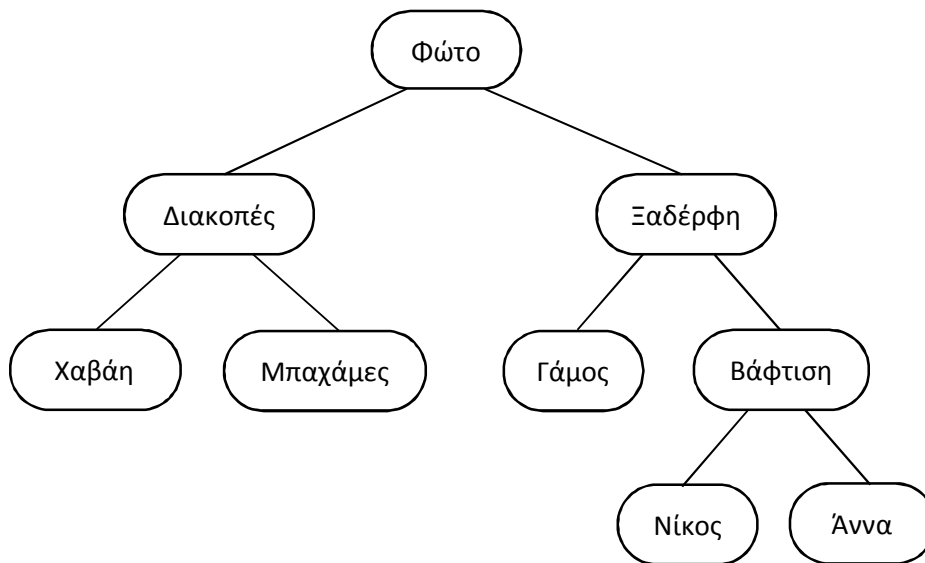 Φώτο
Διακοπές
Ξαδέρφη
Χαβάη
Μπαχάμες
Γάμος
Βάφτιση
Νίκος
Άννα